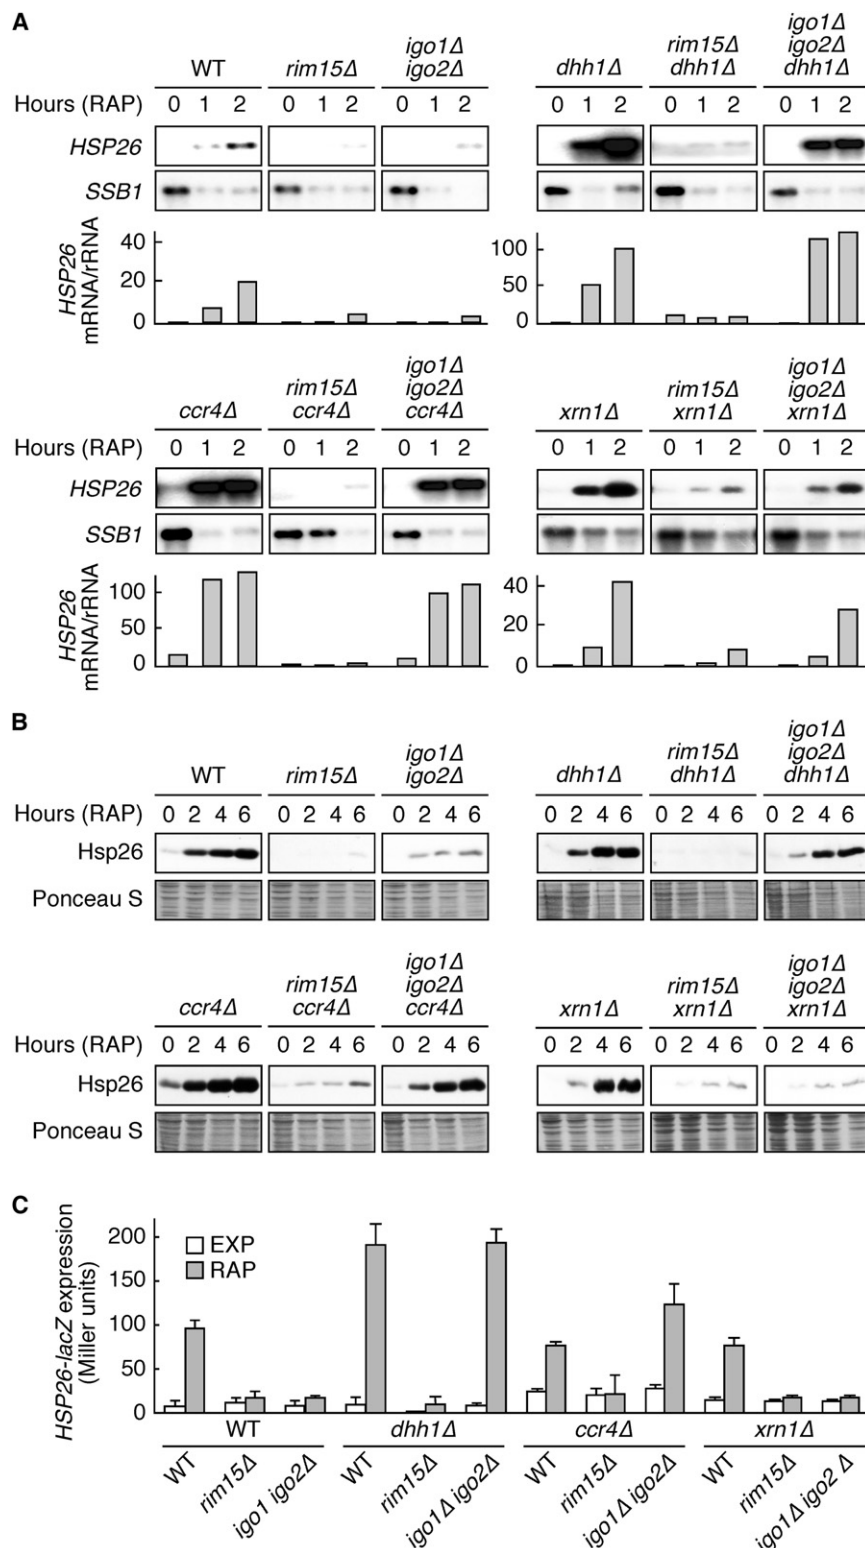 A
WT rim15Δ igo1Δ igo2Δ dhh1Δ rim15Δ dhh1Δ igo1Δ igo2Δ dhh1Δ
Hours (RAP) 0 1 2 0 1 2 0 1 2 0 1 2 0 1 2 0 1 2
HSP26
SSB1
HSP26 mRNA/rRNA
40
20
0
100
50
0
ccr4Δ rim15Δ ccr4Δ igo1Δ igo2Δ ccr4Δ xrn1Δ rim15Δ xrn1Δ igo1Δ igo2Δ xrn1Δ
Hours (RAP) 0 1 2 0 1 2 0 1 2 0 1 2 0 1 2 0 1 2
HSP26
SSB1
HSP26 mRNA/rRNA
100
50
0
40
20
0
B
WT rim15Δ igo1Δ igo2Δ dhh1Δ rim15Δ dhh1Δ igo1Δ igo2Δ dhh1Δ
Hours (RAP) 0 2 4 6 0 2 4 6 0 2 4 6 0 2 4 6 0 2 4 6 0 2 4 6
Hsp26
Ponceau S
ccr4Δ rim15Δ ccr4Δ igo1Δ igo2Δ ccr4Δ xrn1Δ rim15Δ xrn1Δ igo1Δ igo2Δ xrn1Δ
Hours (RAP) 0 2 4 6 0 2 4 6 0 2 4 6 0 2 4 6 0 2 4 6 0 2 4 6
Hsp26
Ponceau S
C
HSP26-lacZ expression
(Miller units)
200
150
100
50
0
EXP
RAP
WT dhh1Δ ccr4Δ xrn1Δ
WT rim15Δ igo1 igo2Δ WT rim15Δ igo1Δ igo2Δ WT rim15Δ igo1Δ igo2Δ WT rim15Δ igo1Δ igo2 Δ